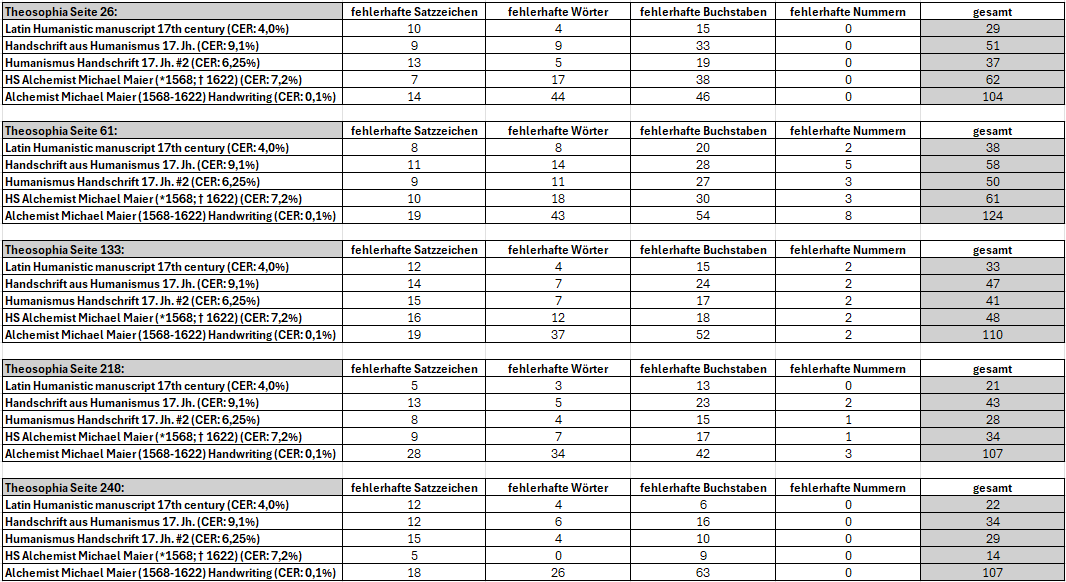 Theosophia Seite 26: fehlerhafte Satzzeichen fehlerhafte Wörter fehlerhafte Buchstaben fehlerhafte Nummern gesamt
Latin Humanistic manuscript 17th century (CER: 4,0%) 10 4 15 0 29
Handschrift aus Humanismus 17. Jh. (CER: 9,1%) 9 9 33 0 51
Humanismus Handschrift 17. Jh. #2 (CER: 6,25%) 13 5 19 0 37
HS Alchemist Michael Maier (*1568; † 1622) (CER: 7,2%) 7 17 38 0 62
Alchemist Michael Maier (1568-1622) Handwriting (CER: 0,1%) 14 44 46 0 104
Theosophia Seite 61: fehlerhafte Satzzeichen fehlerhafte Wörter fehlerhafte Buchstaben fehlerhafte Nummern gesamt
Latin Humanistic manuscript 17th century (CER: 4,0%) 8 8 20 2 38
Handschrift aus Humanismus 17. Jh. (CER: 9,1%) 11 14 28 5 58
Humanismus Handschrift 17. Jh. #2 (CER: 6,25%) 9 11 27 3 50
HS Alchemist Michael Maier (*1568; † 1622) (CER: 7,2%) 10 18 30 3 61
Alchemist Michael Maier (1568-1622) Handwriting (CER: 0,1%) 19 43 54 8 124
Theosophia Seite 133: fehlerhafte Satzzeichen fehlerhafte Wörter fehlerhafte Buchstaben fehlerhafte Nummern gesamt
Latin Humanistic manuscript 17th century (CER: 4,0%) 12 4 15 2 33
Handschrift aus Humanismus 17. Jh. (CER: 9,1%) 14 7 24 2 47
Humanismus Handschrift 17. Jh. #2 (CER: 6,25%) 15 7 17 2 41
HS Alchemist Michael Maier (*1568; † 1622) (CER: 7,2%) 16 12 18 2 48
Alchemist Michael Maier (1568-1622) Handwriting (CER: 0,1%) 19 37 52 2 110
Theosophia Seite 218: fehlerhafte Satzzeichen fehlerhafte Wörter fehlerhafte Buchstaben fehlerhafte Nummern gesamt
Latin Humanistic manuscript 17th century (CER: 4,0%) 5 3 13 0 21
Handschrift aus Humanismus 17. Jh. (CER: 9,1%) 13 5 23 2 43
Humanismus Handschrift 17. Jh. #2 (CER: 6,25%) 8 4 15 1 28
HS Alchemist Michael Maier (*1568; † 1622) (CER: 7,2%) 9 7 17 1 34
Alchemist Michael Maier (1568-1622) Handwriting (CER: 0,1%) 28 34 42 3 107
Theosophia Seite 240: fehlerhafte Satzzeichen fehlerhafte Wörter fehlerhafte Buchstaben fehlerhafte Nummern gesamt
Latin Humanistic manuscript 17th century (CER: 4,0%) 12 4 6 0 22
Handschrift aus Humanismus 17. Jh. (CER: 9,1%) 12 6 16 0 34
Humanismus Handschrift 17. Jh. #2 (CER: 6,25%) 15 4 10 0 29
HS Alchemist Michael Maier (*1568; † 1622) (CER: 7,2%) 5 0 9 0 14
Alchemist Michael Maier (1568-1622) Handwriting (CER: 0,1%) 18 26 63 0 107